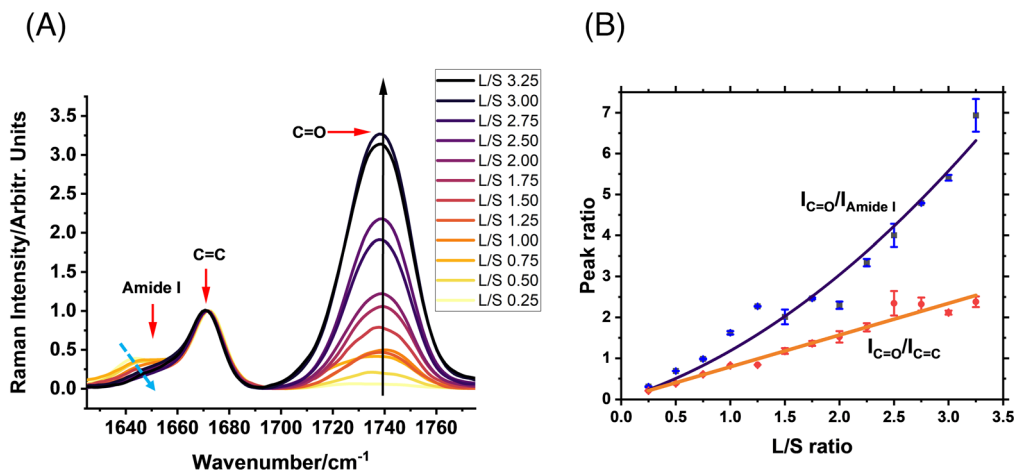 (A)
(B)
Raman Intensity/Arbitr. Units
3.5
3.0
2.5
2.0
1.5
1.0
0.5
0.0
C=O
C=C
Amide I
L/S 3.25
L/S 3.00
L/S 2.75
L/S 2.50
L/S 2.00
L/S 1.75
L/S 1.50
L/S 1.25
L/S 1.00
L/S 0.75
L/S 0.50
L/S 0.25
1640 1660 1680 1700 1720 1740 1760
Wavenumber/cm⁻¹
Peak ratio
7
6
5
4
3
2
1
0
I_C=O/I_Amide I
I_C=O/I_C=C
0.0 0.5 1.0 1.5 2.0 2.5 3.0 3.5
L/S ratio